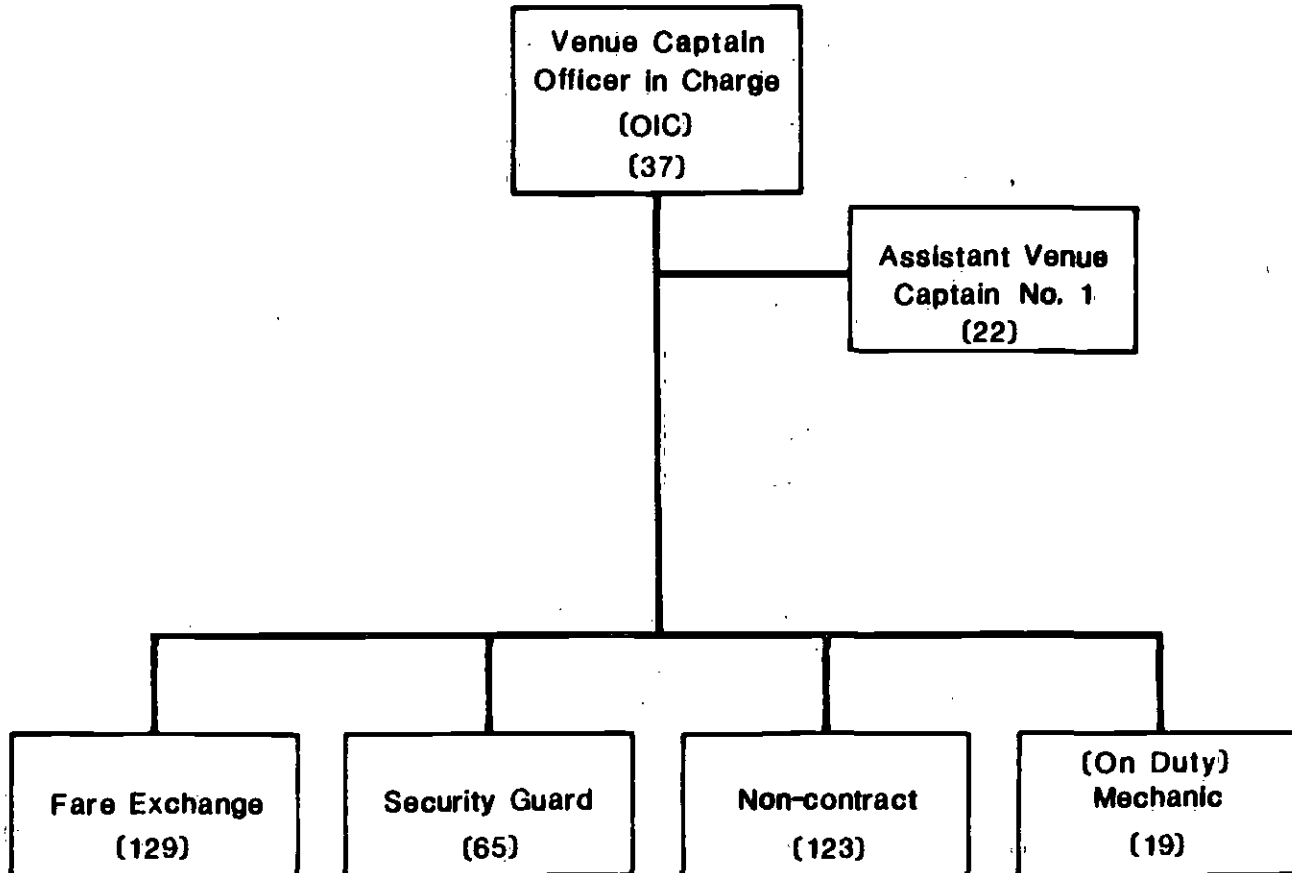 Venue Captain
Officer in Charge
(OIC)
(37)
Assistant Venue
Captain No. 1
(22)
Fare Exchange
(129)
Security Guard
(65)
Non-contract
(123)
(On Duty)
Mechanic
(19)